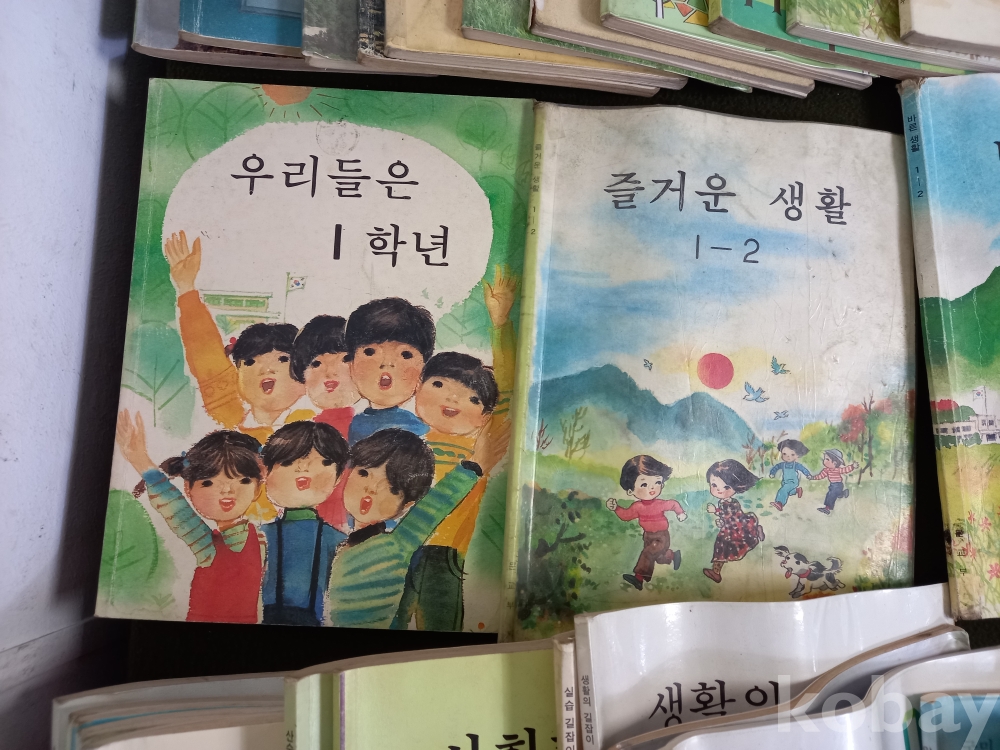 우리들은
1 학년
즐거운 생활
1-2
즐거운 생활 1-2
바른 생활 1-2
생활의 길잡이
실습 길잡이
생활의
kobay